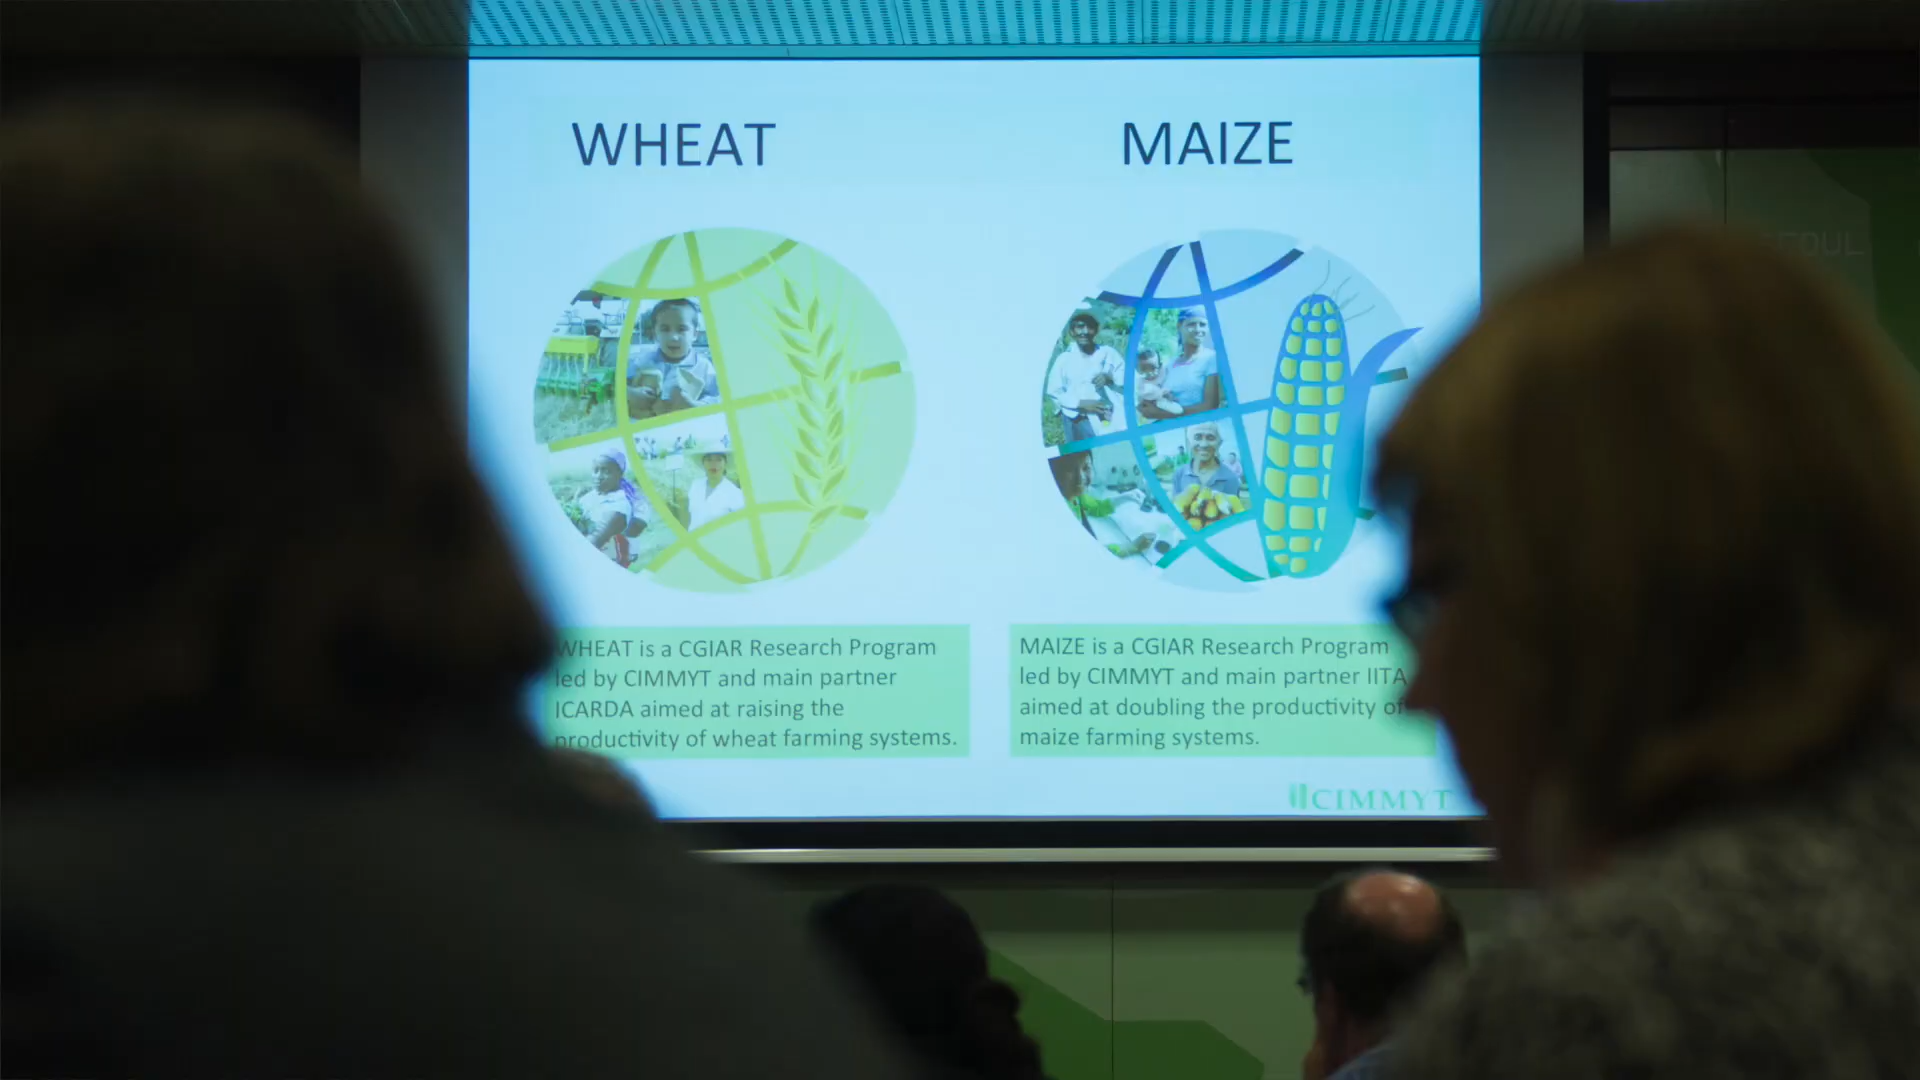 WHEAT
MAIZE
WHEAT is a CGIAR Research Program
led by CIMMYT and main partner
ICARDA aimed at raising the
productivity of wheat farming systems.
MAIZE is a CGIAR Research Program
led by CIMMYT and main partner IITA
aimed at doubling the productivity of
maize farming systems.
CIMMYT
SEOUL